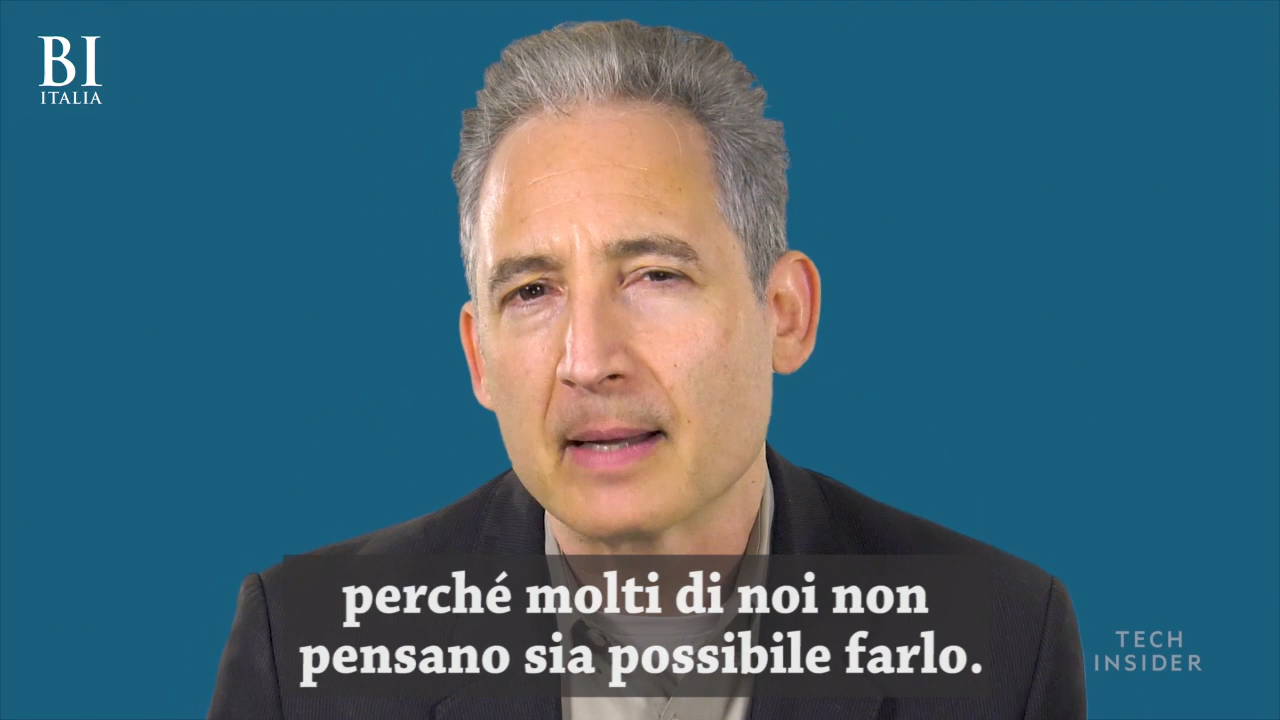 BI
ITALIA
perché molti di noi non
pensano sia possibile farlo.
TECH
INSIDER